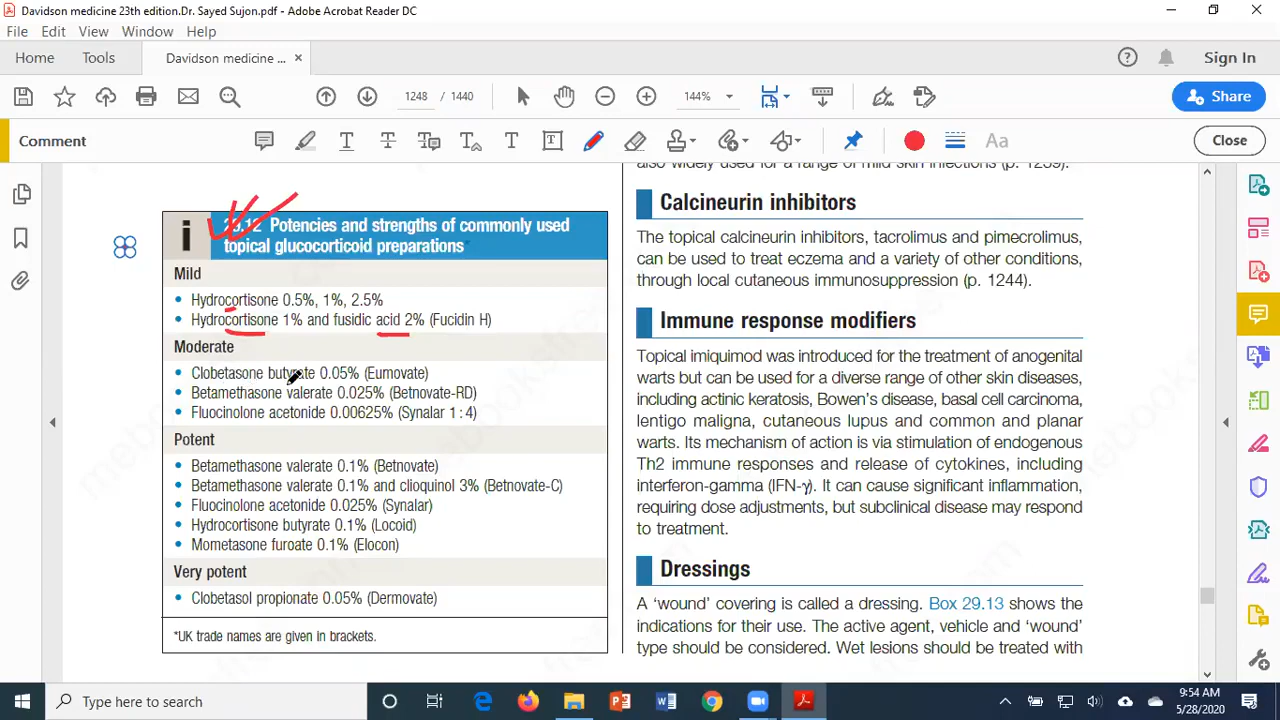 Davidson medicine 23th edition.Dr. Sayed Sujon.pdf - Adobe Acrobat Reader DC
File Edit View Window Help
Home Tools Davidson medicine ... × Sign In
1248 / 1440 144% Share
Comment Aa Close
also widely used for a range of mild skin infections (p. 1239).
i
29.12 Potencies and strengths of commonly used
topical glucocorticoid preparations*
Mild
• Hydrocortisone 0.5%, 1%, 2.5%
• Hydrocortisone 1% and fusidic acid 2% (Fucidin H)
Moderate
• Clobetasone butyrate 0.05% (Eumovate)
• Betamethasone valerate 0.025% (Betnovate-RD)
• Fluocinolone acetonide 0.00625% (Synalar 1 : 4)
Potent
• Betamethasone valerate 0.1% (Betnovate)
• Betamethasone valerate 0.1% and clioquinol 3% (Betnovate-C)
• Fluocinolone acetonide 0.025% (Synalar)
• Hydrocortisone butyrate 0.1% (Locoid)
• Mometasone furoate 0.1% (Elocon)
Very potent
• Clobetasol propionate 0.05% (Dermovate)
*UK trade names are given in brackets.
Calcineurin inhibitors
The topical calcineurin inhibitors, tacrolimus and pimecrolimus,
can be used to treat eczema and a variety of other conditions,
through local cutaneous immunosuppression (p. 1244).
Immune response modifiers
Topical imiquimod was introduced for the treatment of anogenital
warts but can be used for a diverse range of other skin diseases,
including actinic keratosis, Bowen's disease, basal cell carcinoma,
lentigo maligna, cutaneous lupus and common and planar
warts. Its mechanism of action is via stimulation of endogenous
Th2 immune responses and release of cytokines, including
interferon-gamma (IFN-γ). It can cause significant inflammation,
requiring dose adjustments, but subclinical disease may respond
to treatment.
Dressings
A ‘wound’ covering is called a dressing. Box 29.13 shows the
indications for their use. The active agent, vehicle and ‘wound’
type should be considered. Wet lesions should be treated with
Type here to search
9:54 AM
5/28/2020